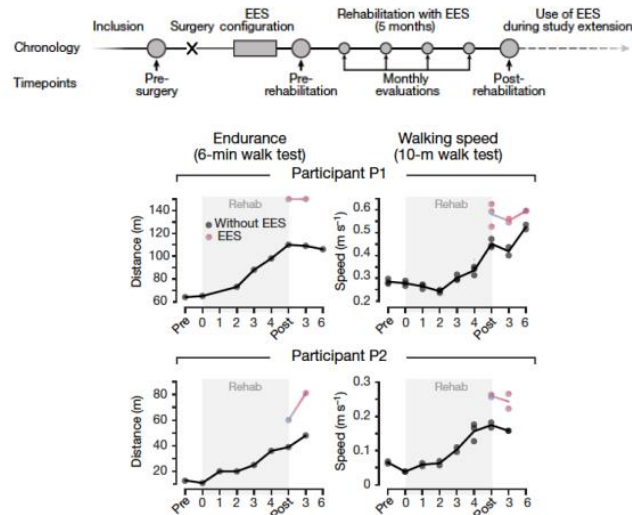 Chronology
Inclusion
Surgery
EES
configuration
Rehabilitation with EES
(5 months)
Use of EES
during study extension
Timepoints
Pre-
surgery
Pre-
rehabilitation
Monthly
evaluations
Post-
rehabilitation
Endurance
(6-min walk test)
Walking speed
(10-m walk test)
Participant P1
Distance (m)
140
120
100
80
60
Rehab
Without EES
EES
Pre 0 1 2 3 4 Post 3 6
Speed (m s⁻¹)
0.6
0.5
0.4
0.3
0.2
Rehab
Pre 0 1 2 3 4 Post 3 6
Participant P2
Distance (m)
80
60
40
20
Rehab
Pre 0 1 2 3 4 Post 3 6
Speed (m s⁻¹)
0.3
0.2
0.1
0
Rehab
Pre 0 1 2 3 4 Post 3 6